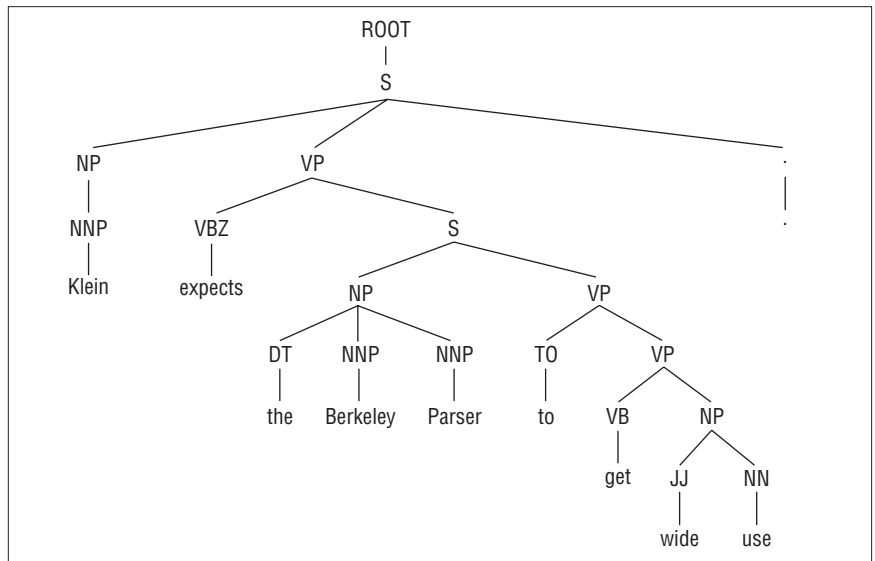 ROOT
S
NP VP .
NNP VBZ S .
Klein expects NP VP
DT NNP NNP TO VP
the Berkeley Parser to VB NP
get JJ NN
wide use